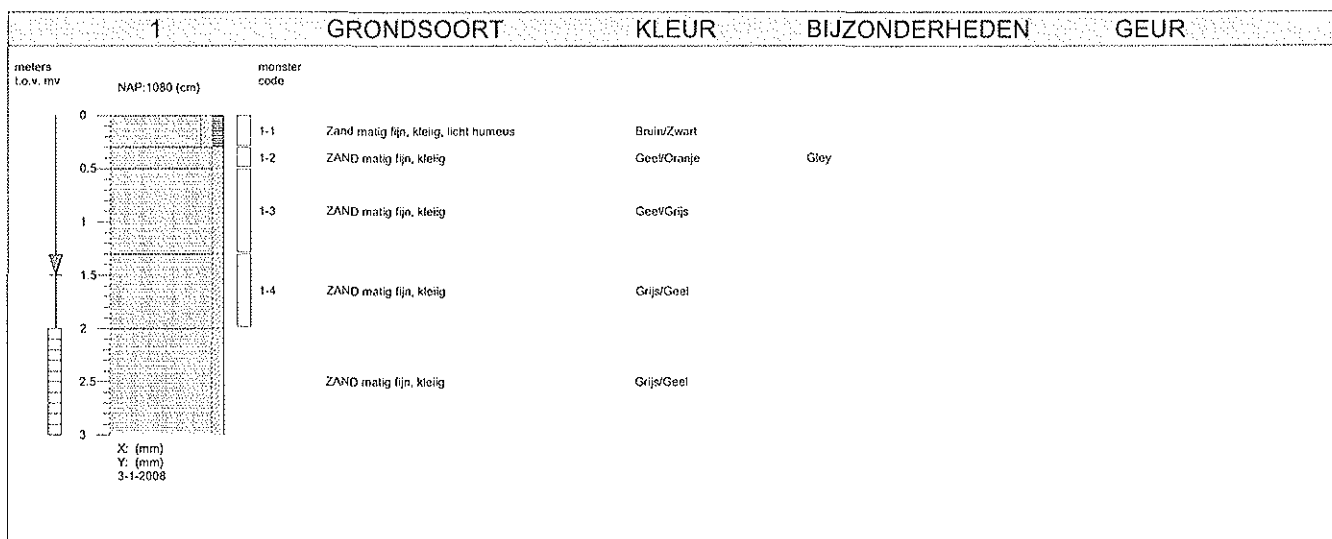 1 GRONDSOORT KLEUR BIJZONDERHEDEN GEUR
meters monster
t.o.v. mv NAP:1080 (cm) code
0
1-1 Zand matig fijn, kleiig, licht humeus Bruin/Zwart
1-2 ZAND matig fijn, kleiig Geel/Oranje Gley
0.5
1-3 ZAND matig fijn, kleiig Geel/Grijs
1
1.5
1-4 ZAND matig fijn, kleiig Grijs/Geel
2
2.5 ZAND matig fijn, kleiig Grijs/Geel
3
X: (mm)
Y: (mm)
3-1-2008